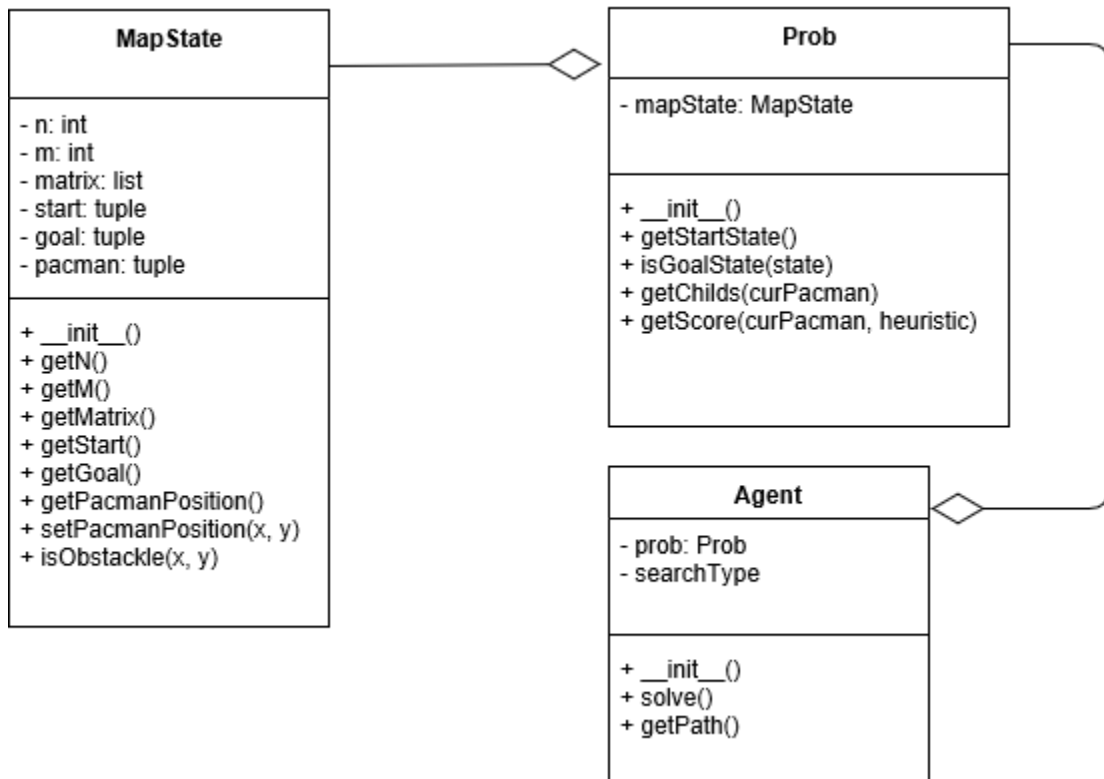 MapState
- n: int
- m: int
- matrix: list
- start: tuple
- goal: tuple
- pacman: tuple
+ __init__()
+ getN()
+ getM()
+ getMatrix()
+ getStart()
+ getGoal()
+ getPacmanPosition()
+ setPacmanPosition(x, y)
+ isObstackle(x, y)
Prob
- mapState: MapState
+ __init__()
+ getStartState()
+ isGoalState(state)
+ getChilds(curPacman)
+ getScore(curPacman, heuristic)
Agent
- prob: Prob
- searchType
+ __init__()
+ solve()
+ getPath()